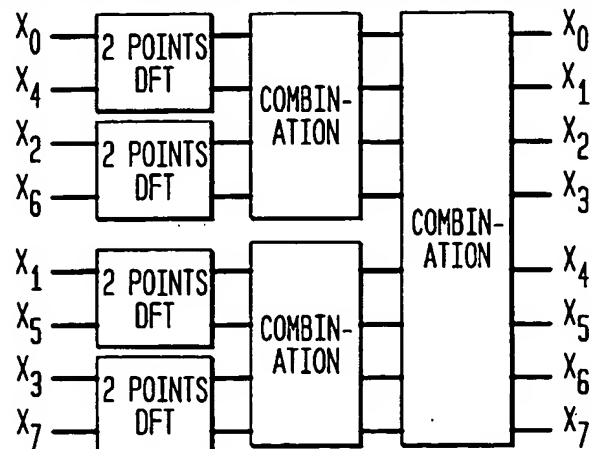 X0 2 POINTS DFT X0
X4 COMBIN-ATION X1
X2 2 POINTS DFT X2
X6 X3
COMBIN-ATION
X1 2 POINTS DFT X4
X5 COMBIN-ATION X5
X3 2 POINTS DFT X6
X7 X7